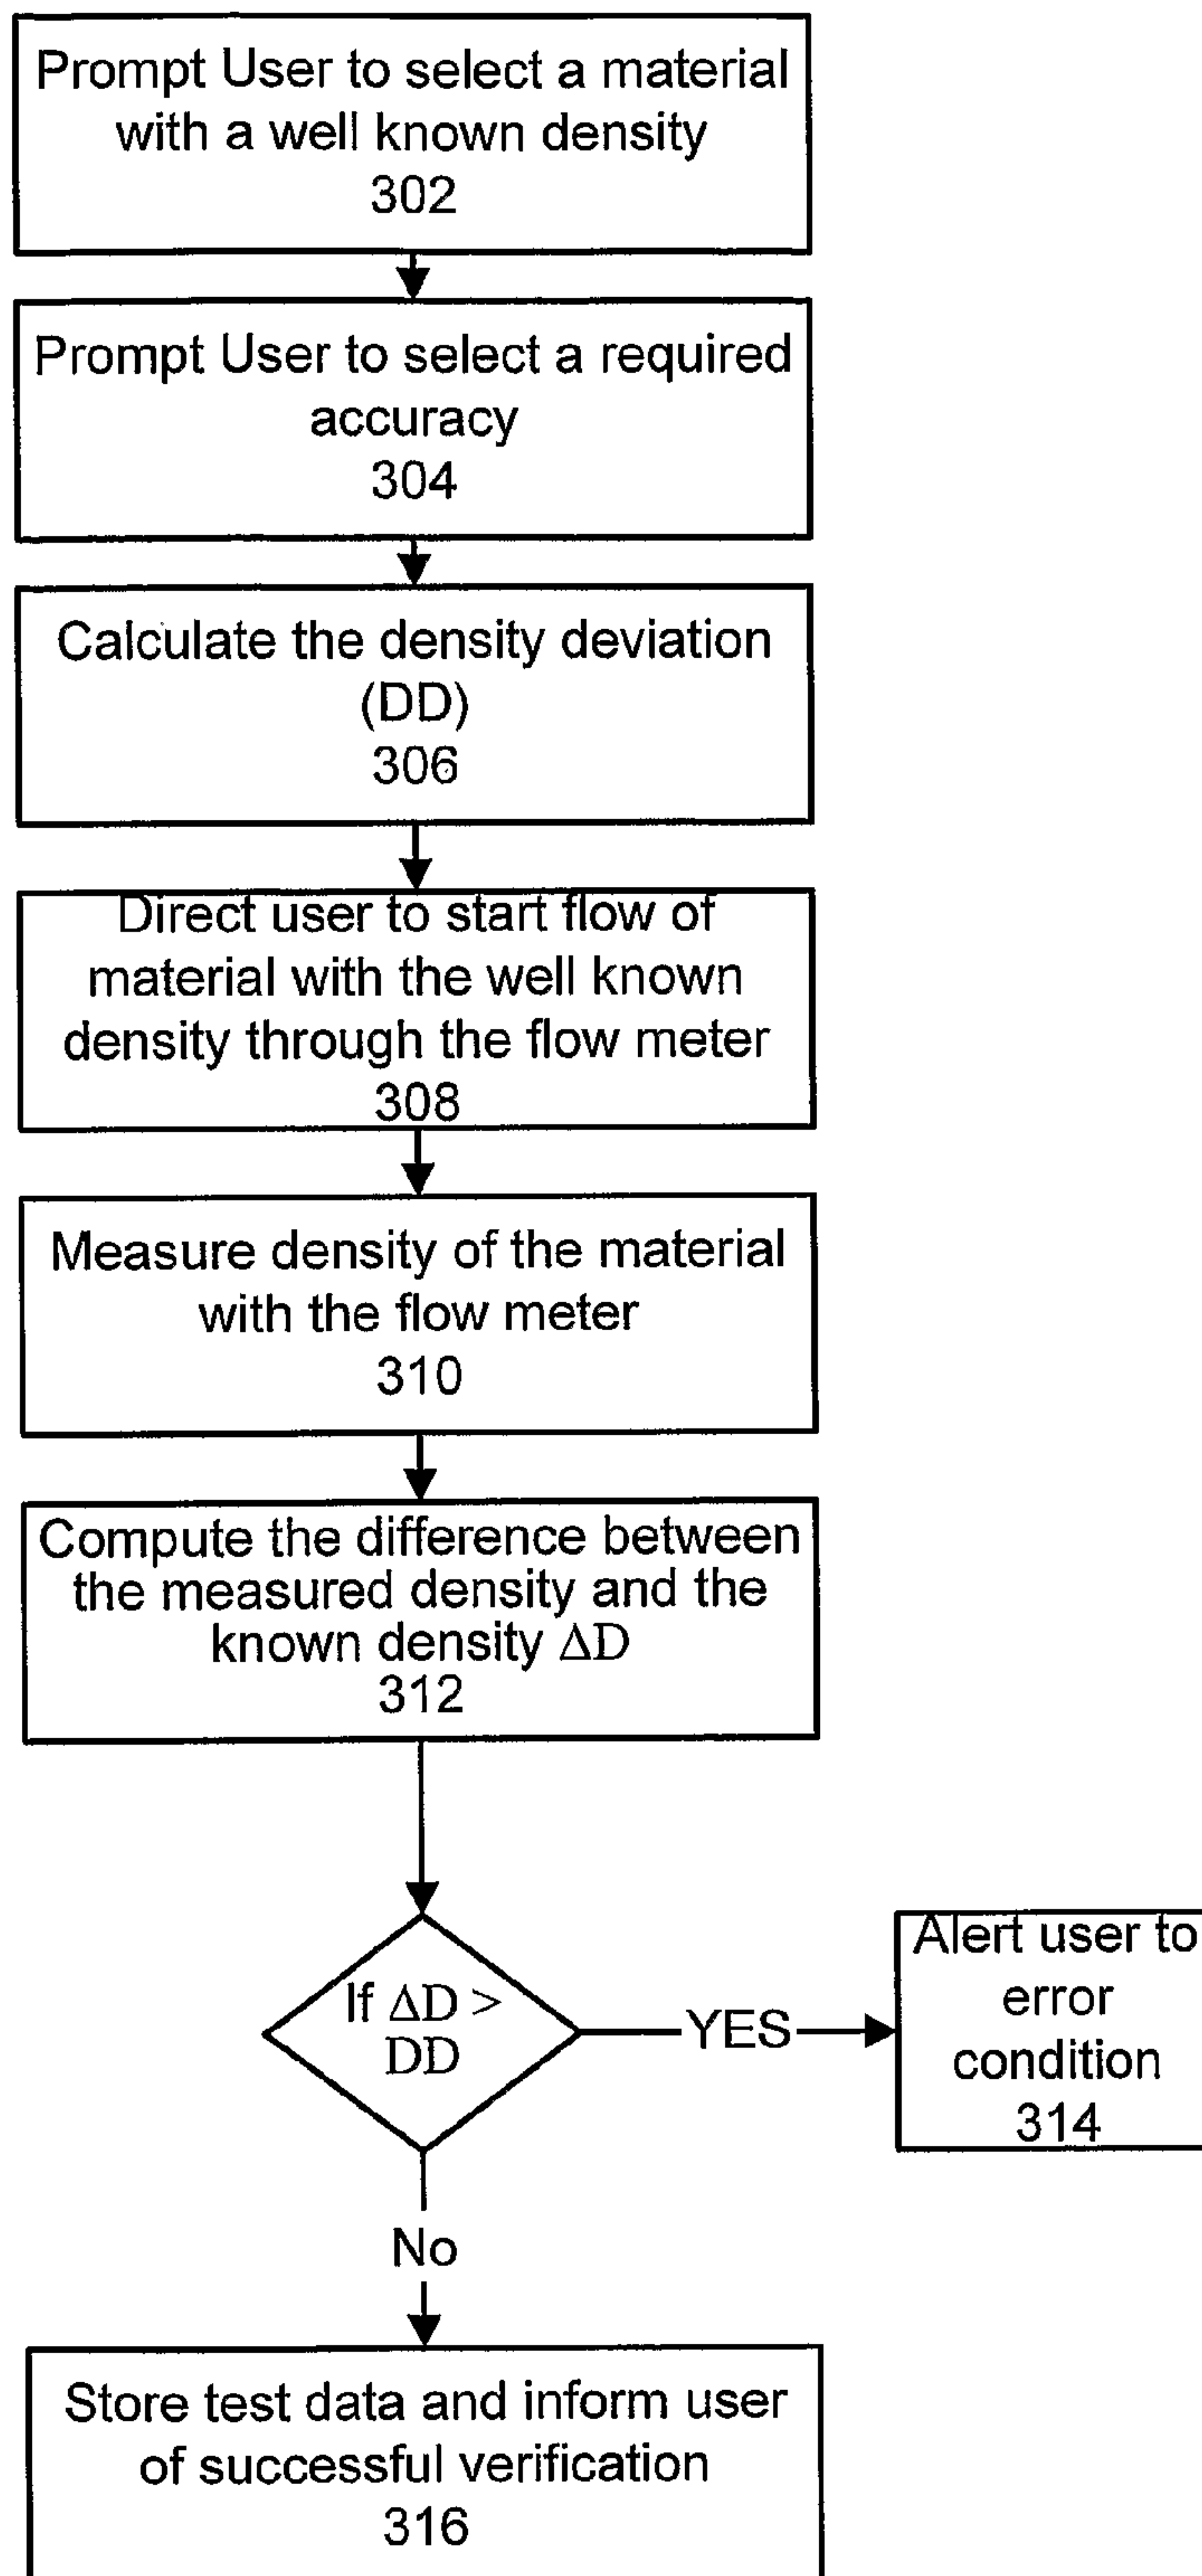 Prompt User to select a material
with a well known density
302
Prompt User to select a required
accuracy
304
Calculate the density deviation
(DD)
306
Direct user to start flow of
material with the well known
density through the flow meter
308
Measure density of the material
with the flow meter
310
Compute the difference between
the measured density and the
known density ΔD
312
If ΔD >
DD
YES
Alert user to
error
condition
314
No
Store test data and inform user
of successful verification
316